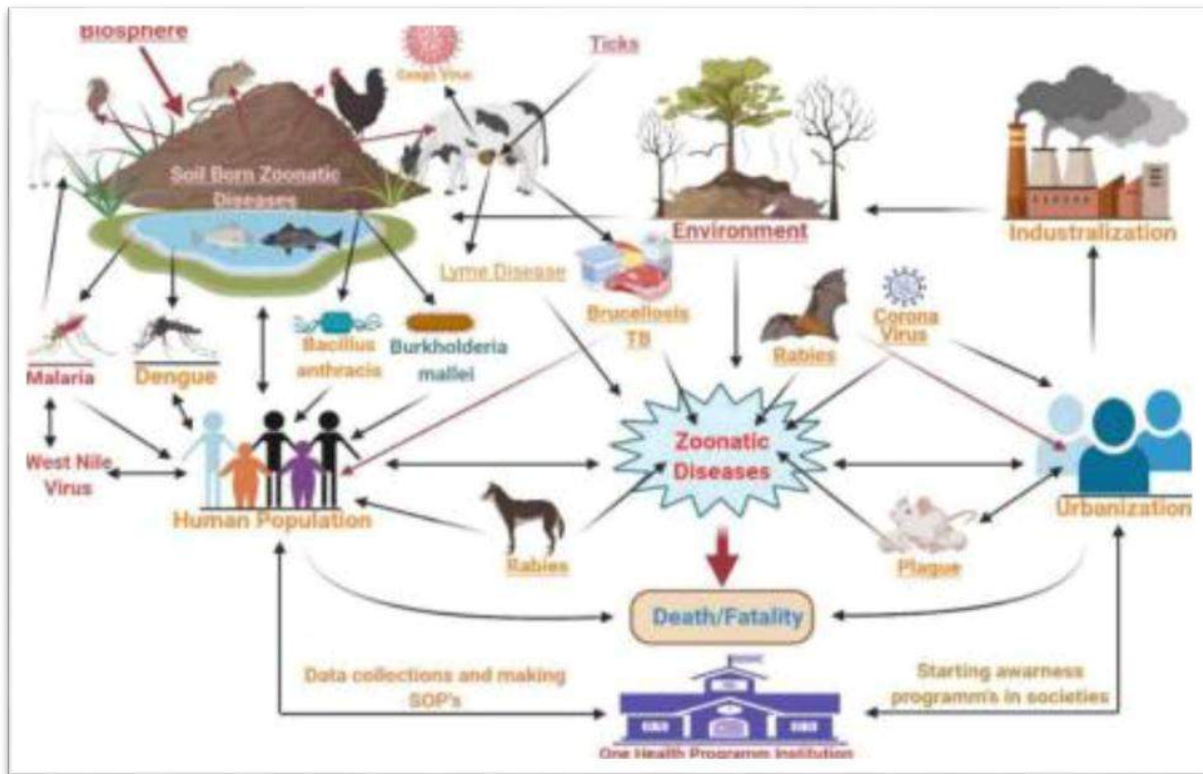 Biosphere
Ticks
Congo Virus
Soil Born Zoonatic
Diseases
Environment
Industralization
Lyme Disease
Brucellosis
TB
Rabies
Corona
Virus
Malaria
Dengue
Bacillus
anthracis
Burkholderia
mallei
Zoonatic
Diseases
West Nile
Virus
Human Population
Rabies
Plague
Urbanization
Death/Fatality
Data collections and making
SOP's
Starting awarness
programm's in societies
One Health Programm Institution